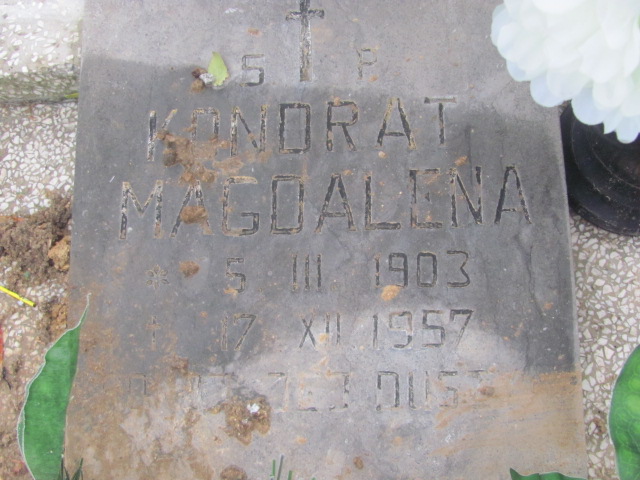 S P
KONDRAT
MAGDALENA
* 5 III 1903
† 17 XII 1957